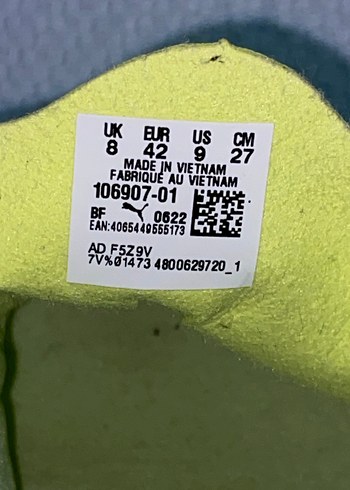 UK EUR US CM
8 42 9 27
MADE IN VIETNAM
FABRIQUÉ AU VIETNAM
106907-01
BF 0622
EAN:4065449555173
AD F5Z9V
7V%01473 4800629720_1